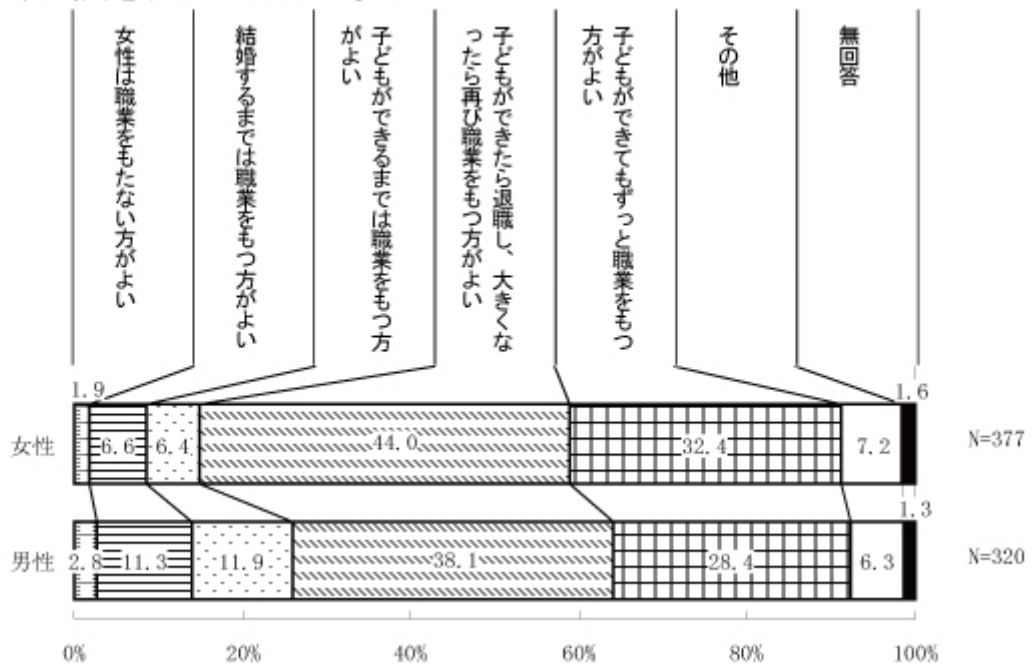 女性は職業をもたない方がよい
結婚するまでは職業をもつ方がよい
子どもができるまでは職業をもつ方
がよい
子どもができたら退職し、大きくな
ったら再び職業をもつ方がよい
子どもができてもずっと職業をもつ
方がよい
その他
無回答
1.9 1.6
女性 6.6 6.4 44.0 32.4 7.2 N=377
1.3
男性 2.8 11.3 11.9 38.1 28.4 6.3 N=320
0% 20% 40% 60% 80% 100%